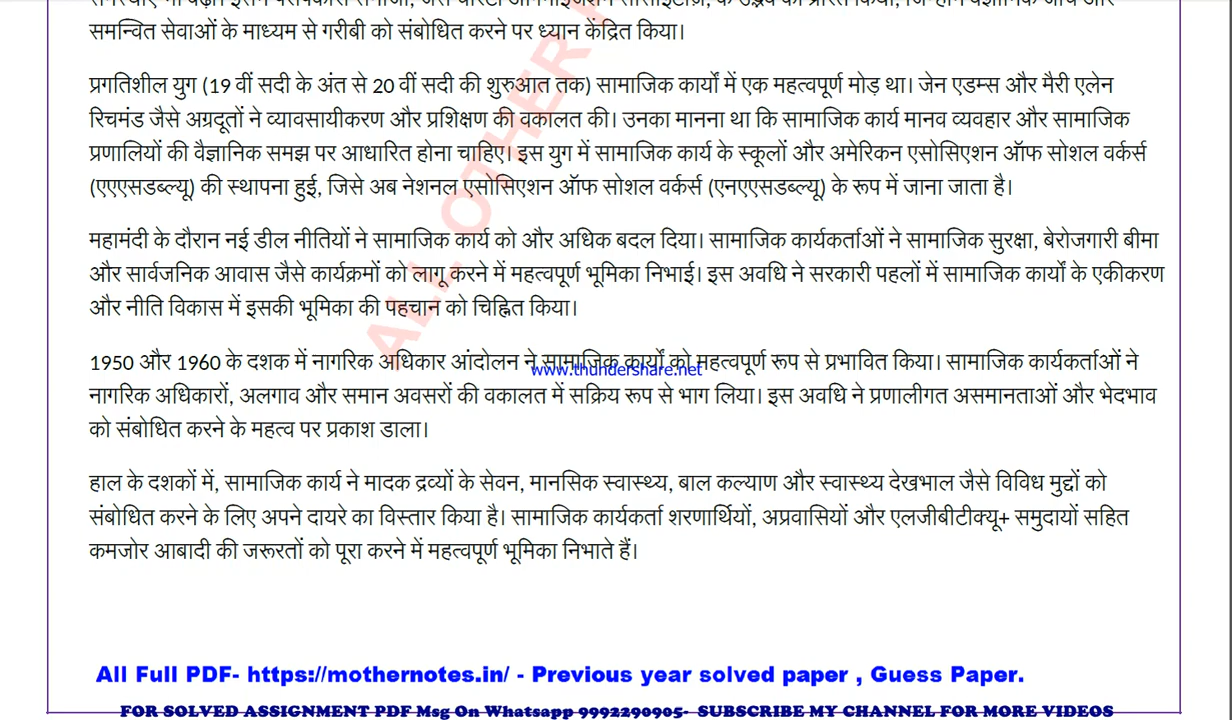 समन्वित सेवाओं के माध्यम से गरीबी को संबोधित करने पर ध्यान केंद्रित किया।
प्रगतिशील युग (19 वीं सदी के अंत से 20 वीं सदी की शुरुआत तक) सामाजिक कार्यों में एक महत्वपूर्ण मोड़ था। जेन एडम्स और मैरी एलेन
रिचमंड जैसे अग्रदूतों ने व्यावसायीकरण और प्रशिक्षण की वकालत की। उनका मानना था कि सामाजिक कार्य मानव व्यवहार और सामाजिक
प्रणालियों की वैज्ञानिक समझ पर आधारित होना चाहिए। इस युग में सामाजिक कार्य के स्कूलों और अमेरिकन एसोसिएशन ऑफ सोशल वर्कर्स
(एएएसडब्ल्यू) की स्थापना हुई, जिसे अब नेशनल एसोसिएशन ऑफ सोशल वर्कर्स (एनएएसडब्ल्यू) के रूप में जाना जाता है।
महामंदी के दौरान नई डील नीतियों ने सामाजिक कार्य को और अधिक बदल दिया। सामाजिक कार्यकर्ताओं ने सामाजिक सुरक्षा, बेरोजगारी बीमा
और सार्वजनिक आवास जैसे कार्यक्रमों को लागू करने में महत्वपूर्ण भूमिका निभाई। इस अवधि ने सरकारी पहलों में सामाजिक कार्यों के एकीकरण
और नीति विकास में इसकी भूमिका की पहचान को चिह्नित किया।
ALL OTHER
1950 और 1960 के दशक में नागरिक अधिकार आंदोलन ने सामाजिक कार्यों को महत्वपूर्ण रूप से प्रभावित किया। सामाजिक कार्यकर्ताओं ने
www.thundershare.net
नागरिक अधिकारों, अलगाव और समान अवसरों की वकालत में सक्रिय रूप से भाग लिया। इस अवधि ने प्रणालीगत असमानताओं और भेदभाव
को संबोधित करने के महत्व पर प्रकाश डाला।
हाल के दशकों में, सामाजिक कार्य ने मादक द्रव्यों के सेवन, मानसिक स्वास्थ्य, बाल कल्याण और स्वास्थ्य देखभाल जैसे विविध मुद्दों को
संबोधित करने के लिए अपने दायरे का विस्तार किया है। सामाजिक कार्यकर्ता शरणार्थियों, अप्रवासियों और एलजीबीटीक्यू+ समुदायों सहित
कमजोर आबादी की जरूरतों को पूरा करने में महत्वपूर्ण भूमिका निभाते हैं।
All Full PDF- https://mothernotes.in/ - Previous year solved paper , Guess Paper.
FOR SOLVED ASSIGNMENT PDF Msg On Whatsapp 9992290905- SUBSCRIBE MY CHANNEL FOR MORE VIDEOS